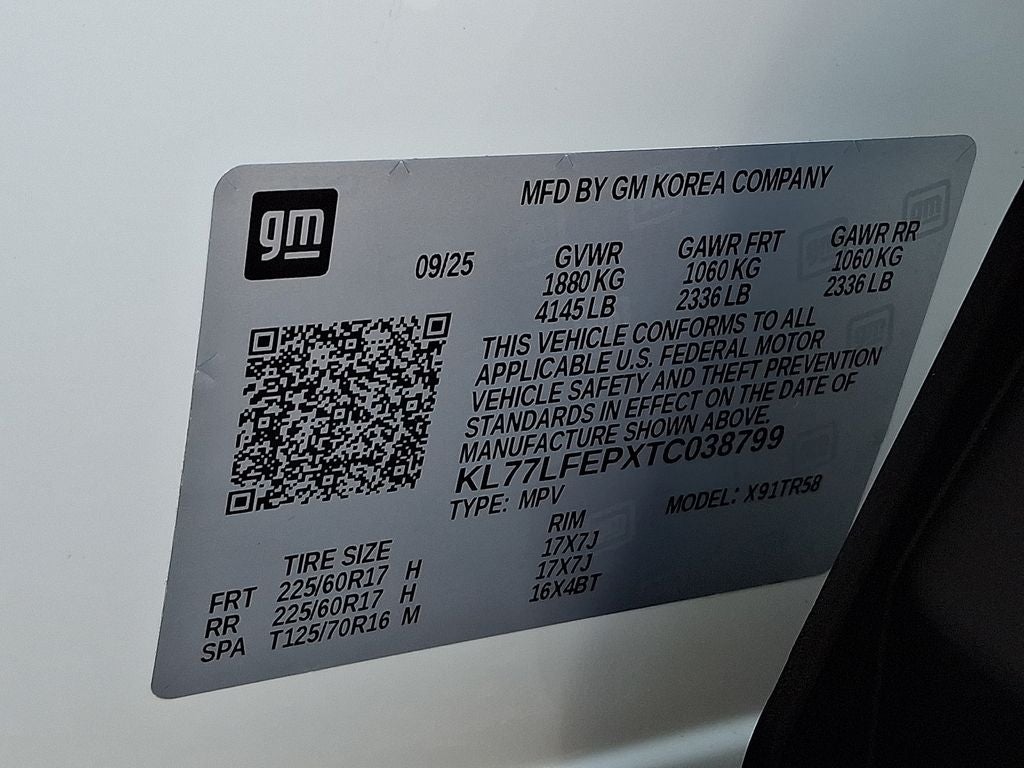 gm
MFD BY GM KOREA COMPANY
09/25
GVWR GAWR FRT GAWR RR
1880 KG 1060 KG 1060 KG
4145 LB 2336 LB 2336 LB
THIS VEHICLE CONFORMS TO ALL
APPLICABLE U.S. FEDERAL MOTOR
VEHICLE SAFETY AND THEFT PREVENTION
STANDARDS IN EFFECT ON THE DATE OF
MANUFACTURE SHOWN ABOVE.
KL77LFEPXTC038799
TYPE: MPV MODEL: X91TR58
TIRE SIZE RIM
FRT 225/60R17 H 17X7J
RR 225/60R17 H 17X7J
SPA T125/70R16 M 16X4BT